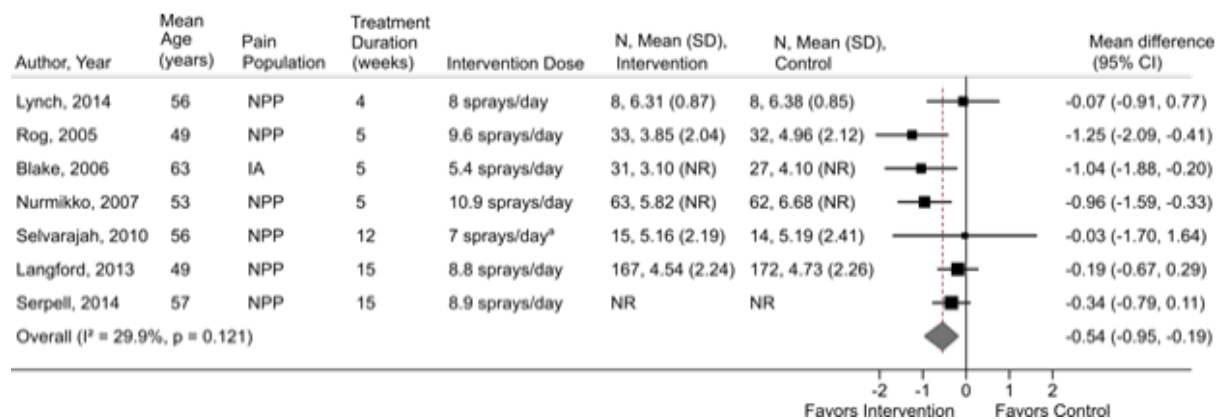 Author, Year Mean Age (years) Pain Population Treatment Duration (weeks) Intervention Dose N, Mean (SD), Intervention N, Mean (SD), Control Mean difference (95% CI)
Lynch, 2014 56 NPP 4 8 sprays/day 8, 6.31 (0.87) 8, 6.38 (0.85) -0.07 (-0.91, 0.77)
Rog, 2005 49 NPP 5 9.6 sprays/day 33, 3.85 (2.04) 32, 4.96 (2.12) -1.25 (-2.09, -0.41)
Blake, 2006 63 IA 5 5.4 sprays/day 31, 3.10 (NR) 27, 4.10 (NR) -1.04 (-1.88, -0.20)
Nurmikko, 2007 53 NPP 5 10.9 sprays/day 63, 5.82 (NR) 62, 6.68 (NR) -0.96 (-1.59, -0.33)
Selvarajah, 2010 56 NPP 12 7 sprays/dayª 15, 5.16 (2.19) 14, 5.19 (2.41) -0.03 (-1.70, 1.64)
Langford, 2013 49 NPP 15 8.8 sprays/day 167, 4.54 (2.24) 172, 4.73 (2.26) -0.19 (-0.67, 0.29)
Serpell, 2014 57 NPP 15 8.9 sprays/day NR NR -0.34 (-0.79, 0.11)
Overall (I² = 29.9%, p = 0.121) -0.54 (-0.95, -0.19)
-2 -1 0 1 2
Favors Intervention Favors Control